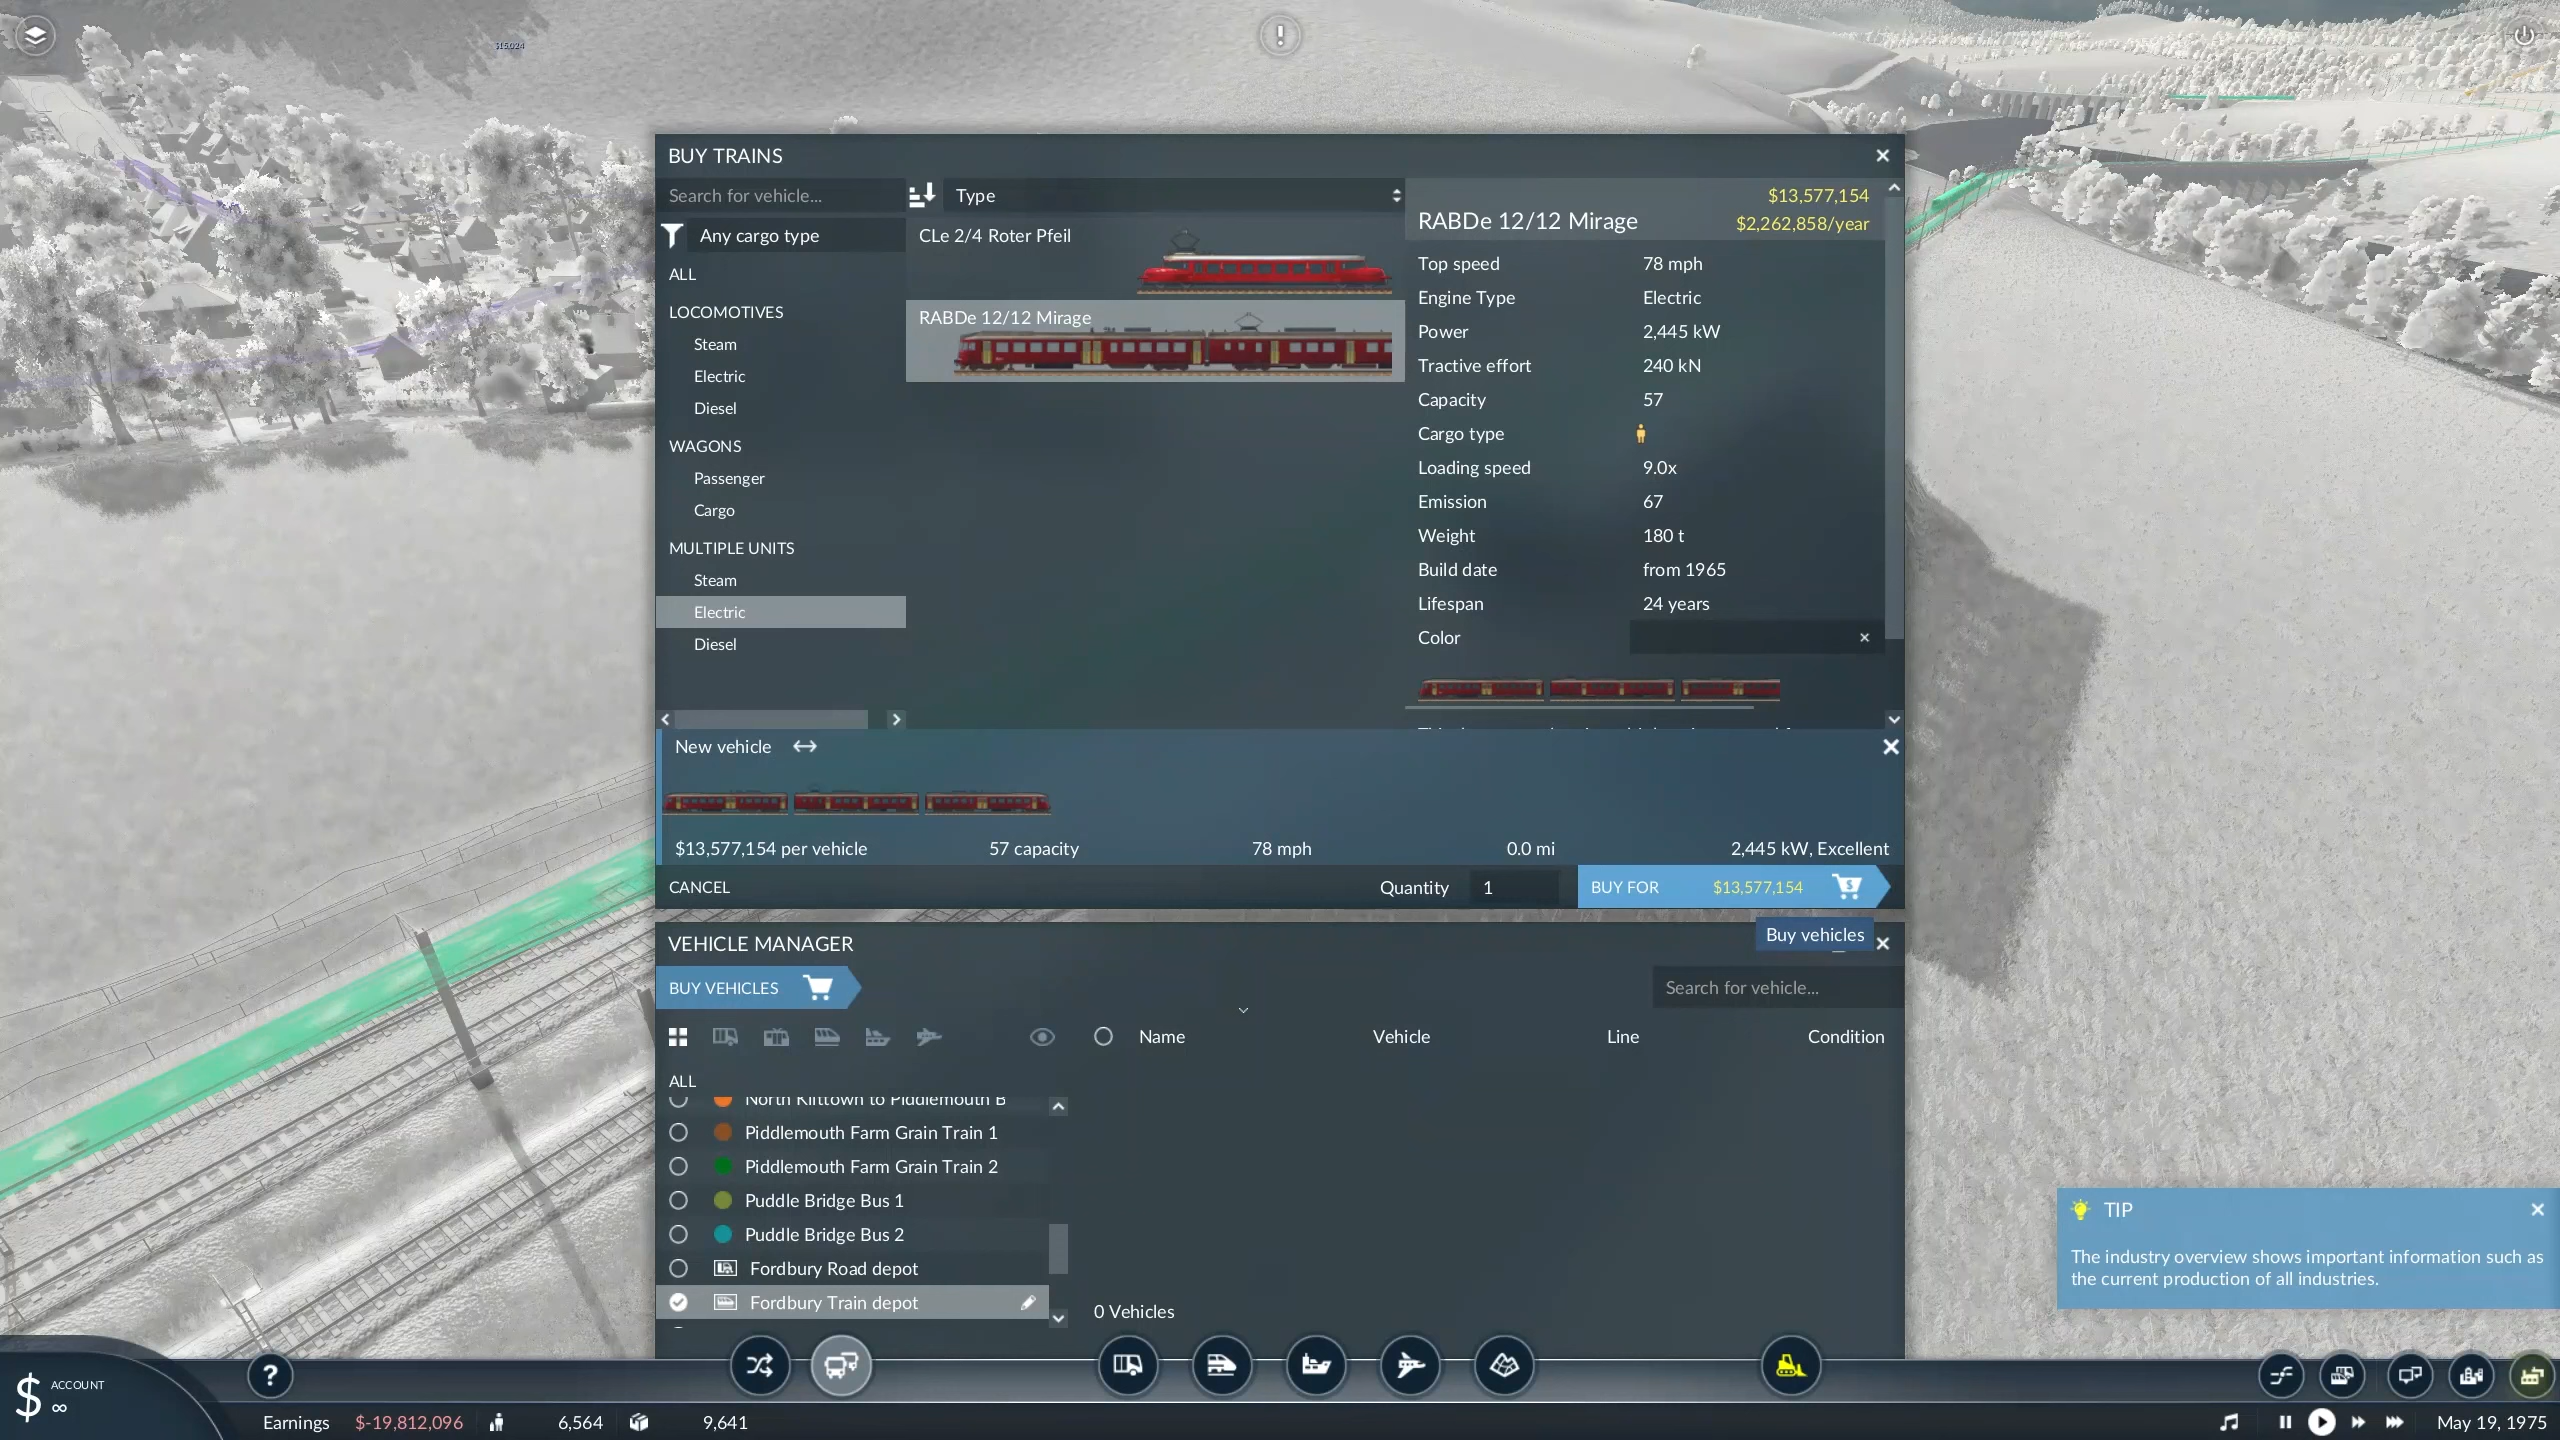 $15,024
BUY TRAINS
Search for vehicle...
Type
Any cargo type
ALL
LOCOMOTIVES
Steam
Electric
Diesel
WAGONS
Passenger
Cargo
MULTIPLE UNITS
Steam
Electric
Diesel
CLe 2/4 Roter Pfeil
RABDe 12/12 Mirage
$13,577,154
RABDe 12/12 Mirage
$2,262,858/year
Top speed 78 mph
Engine Type Electric
Power 2,445 kW
Tractive effort 240 kN
Capacity 57
Cargo type
Loading speed 9.0x
Emission 67
Weight 180 t
Build date from 1965
Lifespan 24 years
Color
New vehicle
$13,577,154 per vehicle 57 capacity 78 mph 0.0 mi 2,445 kW, Excellent
CANCEL Quantity 1 BUY FOR $13,577,154
Buy vehicles
VEHICLE MANAGER
BUY VEHICLES
Search for vehicle...
Name Vehicle Line Condition
ALL
North Kilttown to Piddlemouth B
Piddlemouth Farm Grain Train 1
Piddlemouth Farm Grain Train 2
Puddle Bridge Bus 1
Puddle Bridge Bus 2
Fordbury Road depot
Fordbury Train depot
0 Vehicles
TIP
The industry overview shows important information such as
the current production of all industries.
?
$ ACCOUNT
∞
Earnings $-19,812,096 6,564 9,641
May 19, 1975